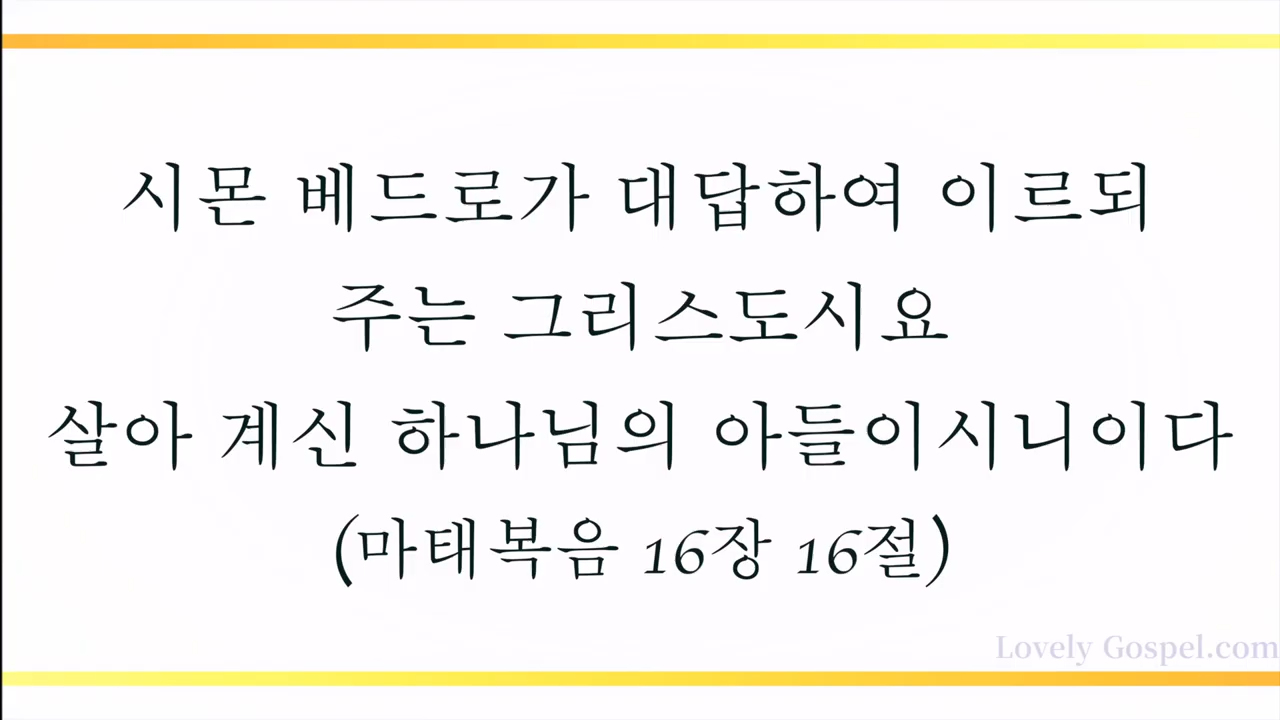 시몬 베드로가 대답하여 이르되
주는 그리스도시요
살아 계신 하나님의 아들이시니이다
(마태복음 16장 16절)
Lovely Gospel.com